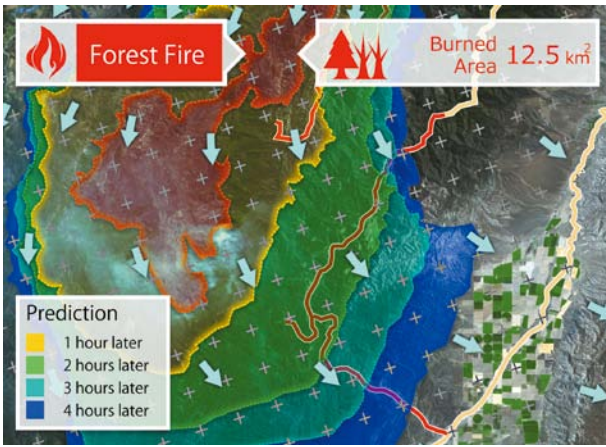 Forest Fire
Burned
Area 12.5 km²
Prediction
1 hour later
2 hours later
3 hours later
4 hours later